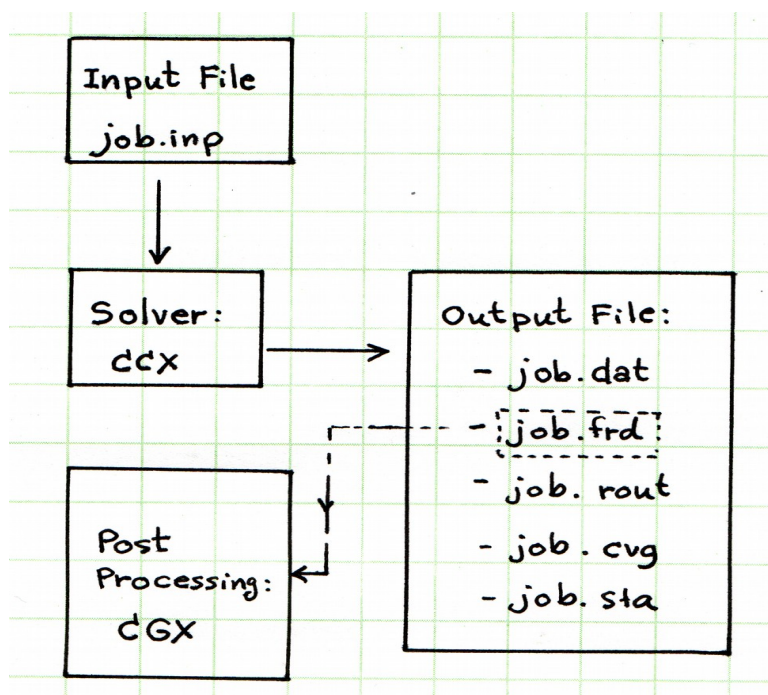 Input File
job.inp
Solver:
CCX
Output File:
- job.dat
- job.frd
- job. rout
- job. cvg
- job. sta
Post
Processing:
CGX